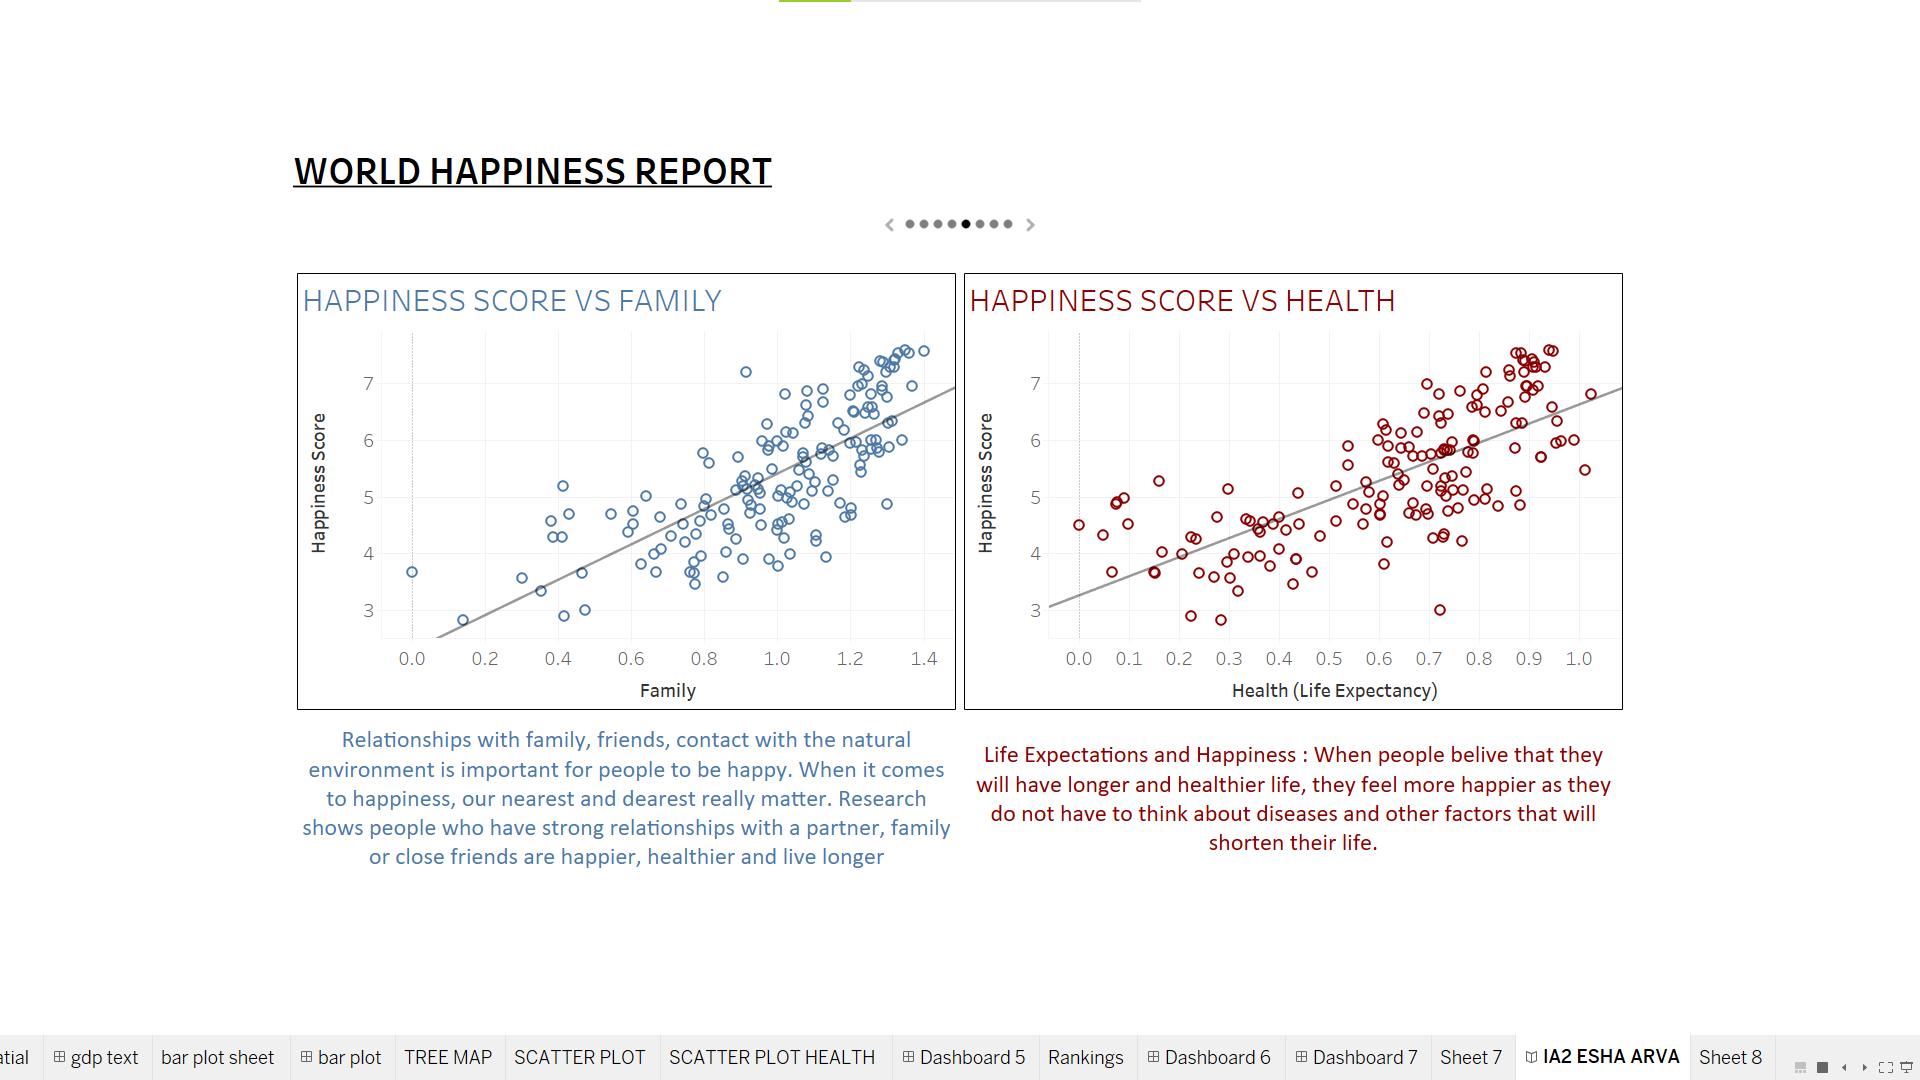 WORLD HAPPINESS REPORT
HAPPINESS SCORE VS FAMILY
Happiness Score
7
6
5
4
3
0.0 0.2 0.4 0.6 0.8 1.0 1.2 1.4
Family
HAPPINESS SCORE VS HEALTH
Happiness Score
7
6
5
4
3
0.0 0.1 0.2 0.3 0.4 0.5 0.6 0.7 0.8 0.9 1.0
Health (Life Expectancy)
Relationships with family, friends, contact with the natural
environment is important for people to be happy. When it comes
to happiness, our nearest and dearest really matter. Research
shows people who have strong relationships with a partner, family
or close friends are happier, healthier and live longer
Life Expectations and Happiness : When people belive that they
will have longer and healthier life, they feel more happier as they
do not have to think about diseases and other factors that will
shorten their life.
atial gdp text bar plot sheet bar plot TREE MAP SCATTER PLOT SCATTER PLOT HEALTH Dashboard 5 Rankings Dashboard 6 Dashboard 7 Sheet 7 IA2 ESHA ARVA Sheet 8